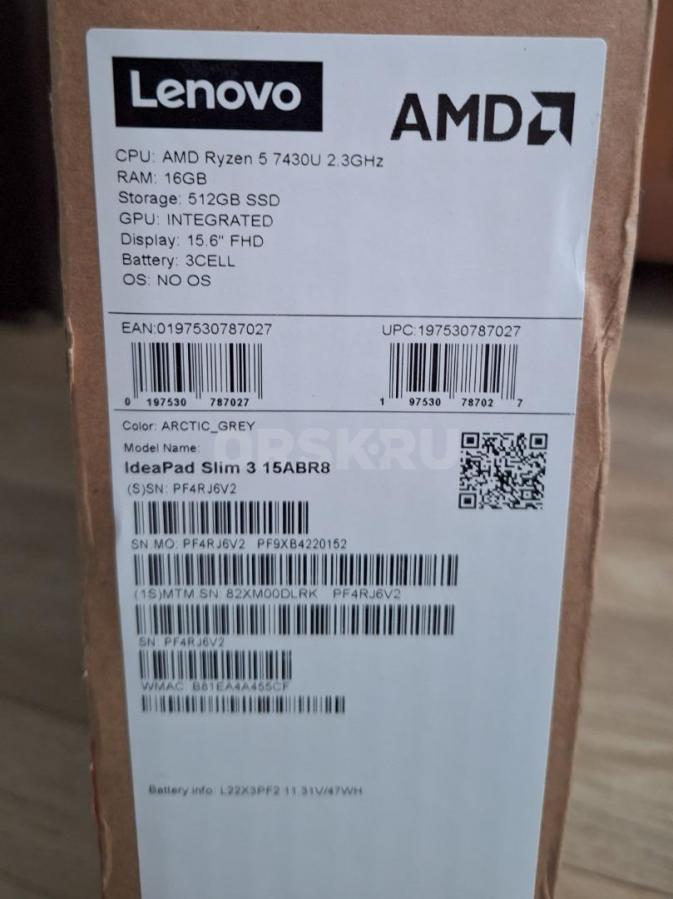 Lenovo
AMD
CPU: AMD Ryzen 5 7430U 2.3GHz
RAM: 16GB
Storage: 512GB SSD
GPU: INTEGRATED
Display: 15.6" FHD
Battery: 3CELL
OS: NO OS
EAN:0197530787027
UPC:197530787027
0 197530 787027
1 97530 78702 7
Color: ARCTIC_GREY
Model Name:
IdeaPad Slim 3 15ABR8
(S)SN: PF4RJ6V2
SN.MO: PF4RJ6V2 PF9XB4220152
(1S)MTM.SN: 82XM00DLRK PF4RJ6V2
SN: PF4RJ6V2
WMAC: B81EA4A455CF
Battery info: L22X3PF2 11.31V/47WH
OPSK.RU